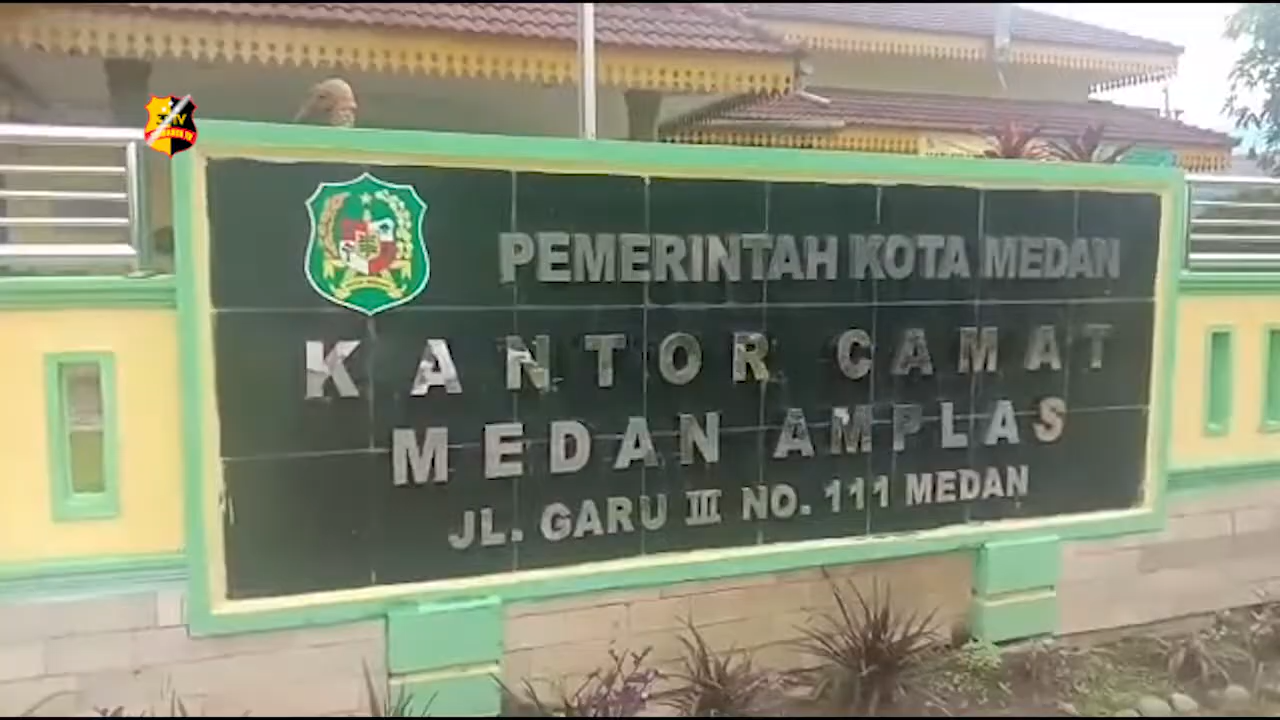 PEMERINTAH KOTA MEDAN
KANTOR CAMAT
MEDAN AMPLAS
JL. GARU III NO. 111 MEDAN